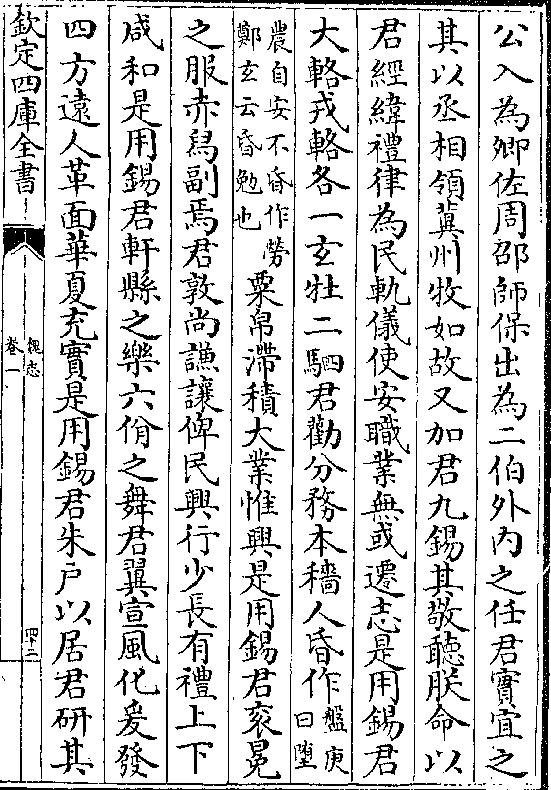 公入為卿佐周邵師保出為二伯外内之任君實宜之
其以丞相領冀州牧如故又加君九錫其敬聽朕命以
君經緯禮律為民軌儀使安職業無或遷志是用錫君
大輅戎輅各一玄牡二駟君勸分務本穡人昏作盤庚曰墮
農自安不昏作勞鄭玄云昏勉也粟帛滯積大業惟興是用錫君衮冕
之服赤舄副焉君敦尚謙讓俾民興行少長有禮上下
咸和是用錫君軒縣之樂六佾之舞君翼宣風化爰發
四方遠人革面華夏充實是用錫君朱户以居君研其
欽定四庫全書
魏志
卷一
四十二